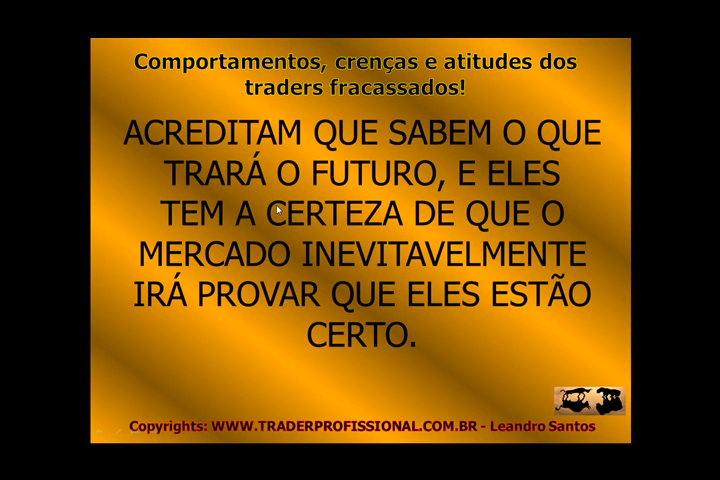 Comportamentos, crenças e atitudes dos
traders fracassados!
ACREDITAM QUE SABEM O QUE
TRARÁ O FUTURO, E ELES
TEM A CERTEZA DE QUE O
MERCADO INEVITAVELMENTE
IRÁ PROVAR QUE ELES ESTÃO
CERTO.
Copyrights: WWW.TRADERPROFISSIONAL.COM.BR - Leandro Santos